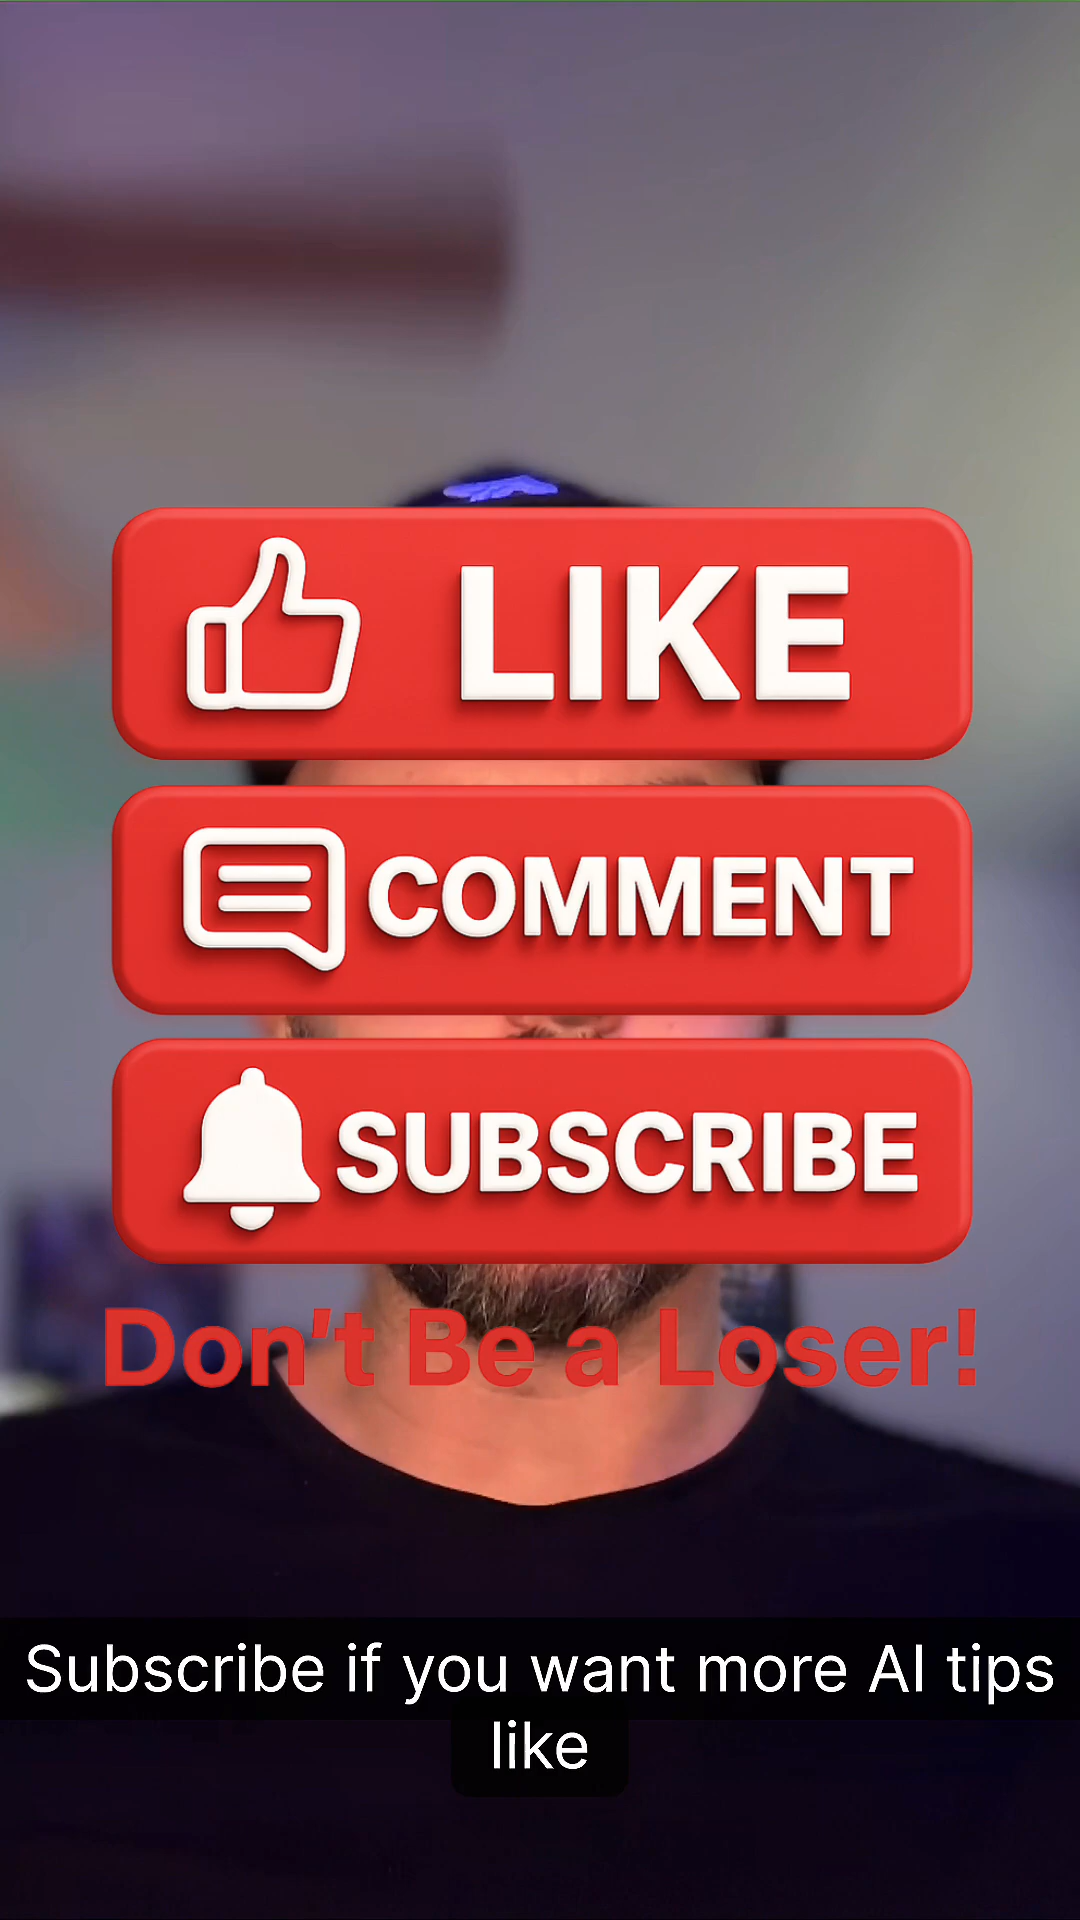 LIKE
COMMENT
SUBSCRIBE
Don't Be a Loser!
Subscribe if you want more AI tips
like